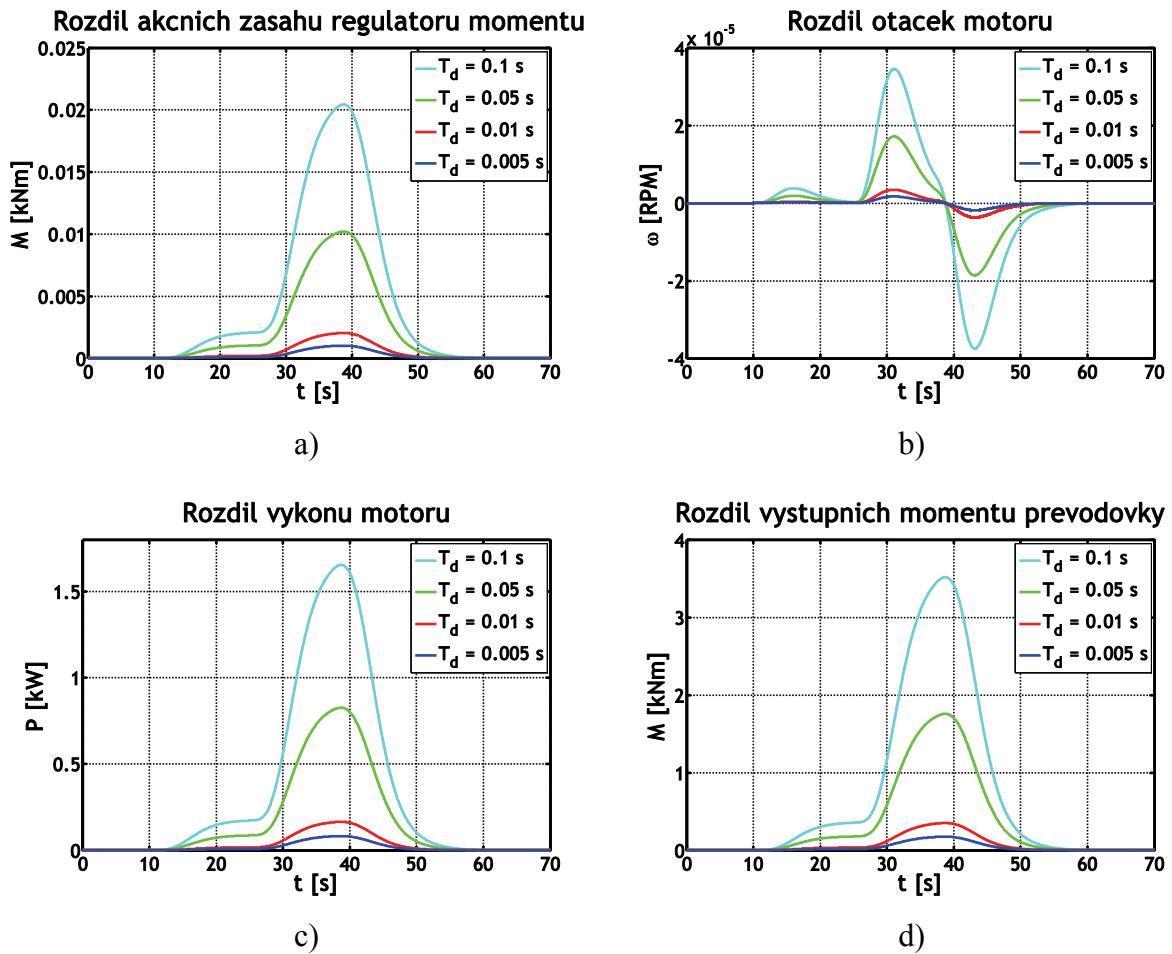 Rozdil akcnich zasahu regulatoru momentu
0.025
0.02
0.015
0.01
0.005
0
M [kNm]
0 10 20 30 40 50 60 70
t [s]
T_d = 0.1 s
T_d = 0.05 s
T_d = 0.01 s
T_d = 0.005 s
a)
Rozdil otacek motoru
x 10^-5
4
2
0
-2
-4
ω [RPM]
0 10 20 30 40 50 60 70
t [s]
T_d = 0.1 s
T_d = 0.05 s
T_d = 0.01 s
T_d = 0.005 s
b)
Rozdil vykonu motoru
1.5
1
0.5
0
P [kW]
0 10 20 30 40 50 60 70
t [s]
T_d = 0.1 s
T_d = 0.05 s
T_d = 0.01 s
T_d = 0.005 s
c)
Rozdil vystupnich momentu prevodovky
4
3
2
1
0
M [kNm]
0 10 20 30 40 50 60 70
t [s]
T_d = 0.1 s
T_d = 0.05 s
T_d = 0.01 s
T_d = 0.005 s
d)